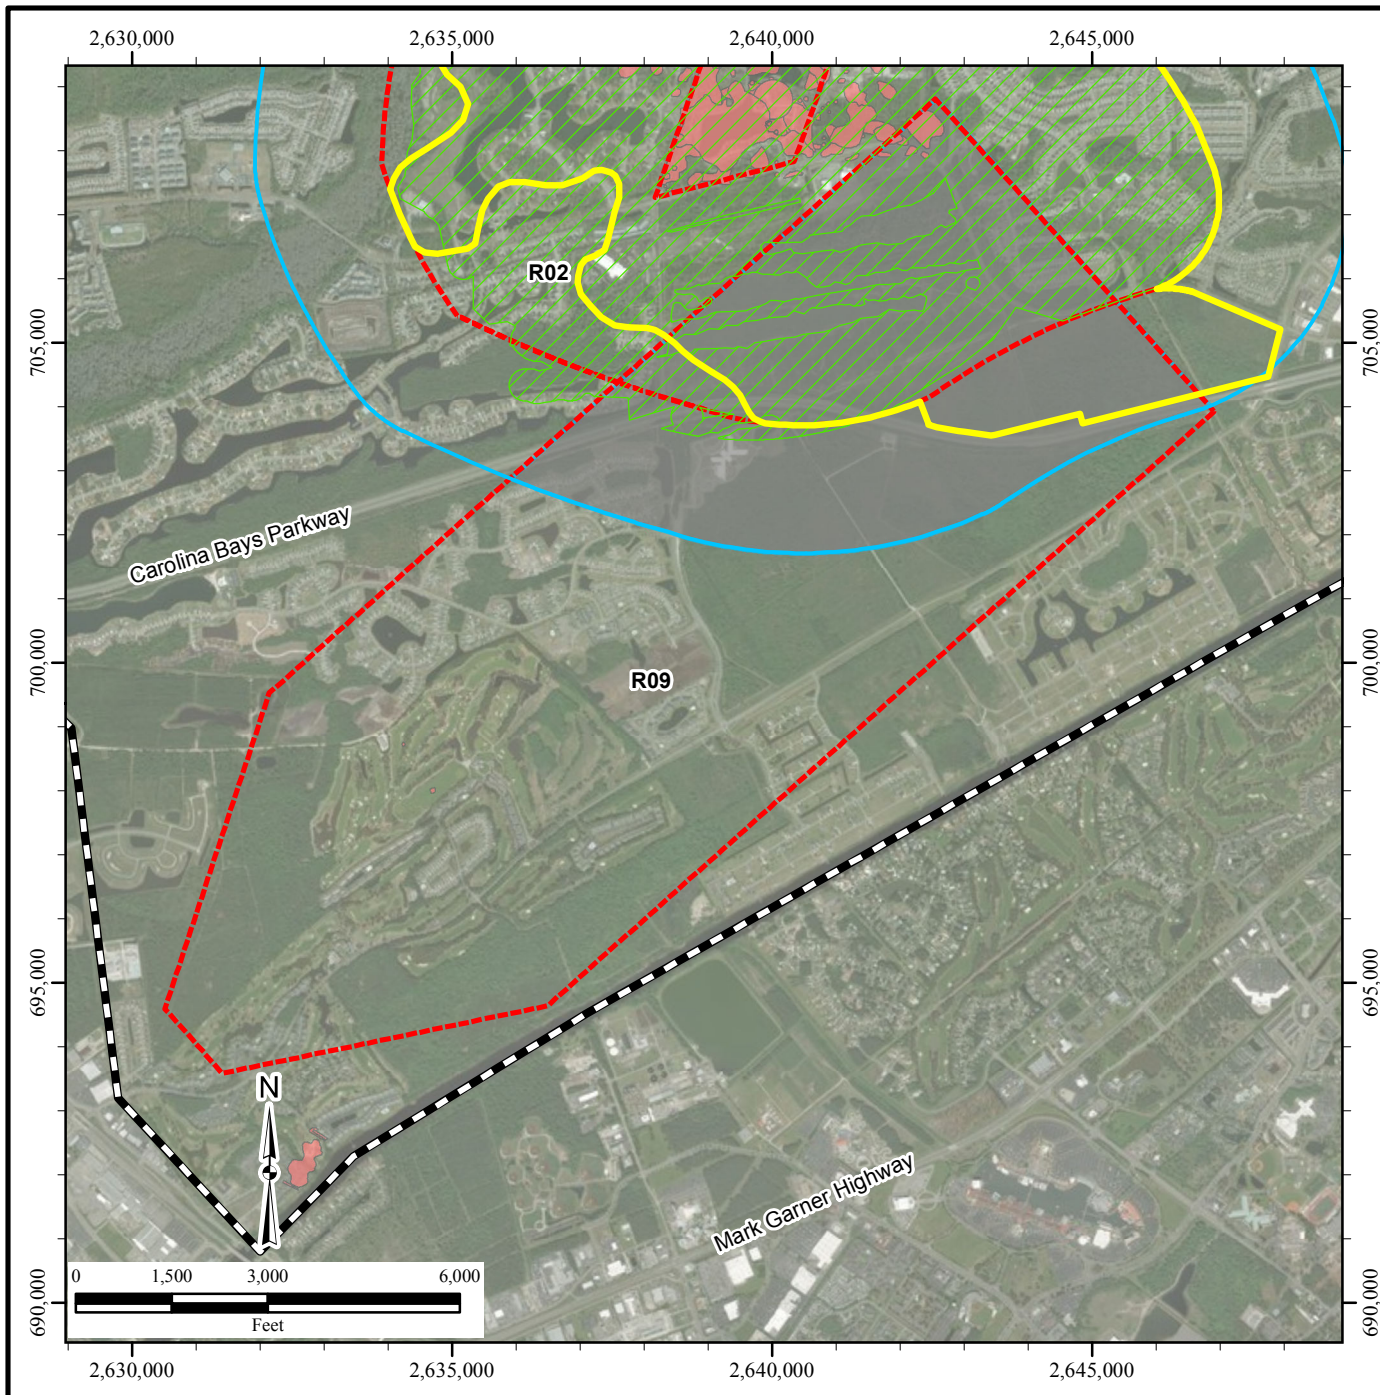 2,630,000 2,635,000 2,640,000 2,645,000
705,000 705,000
R02
Carolina Bays Parkway
700,000 700,000
R09
695,000 695,000
N
Mark Garner Highway
0 1,500 3,000 6,000
Feet
690,000 690,000
2,630,000 2,635,000 2,640,000 2,645,000